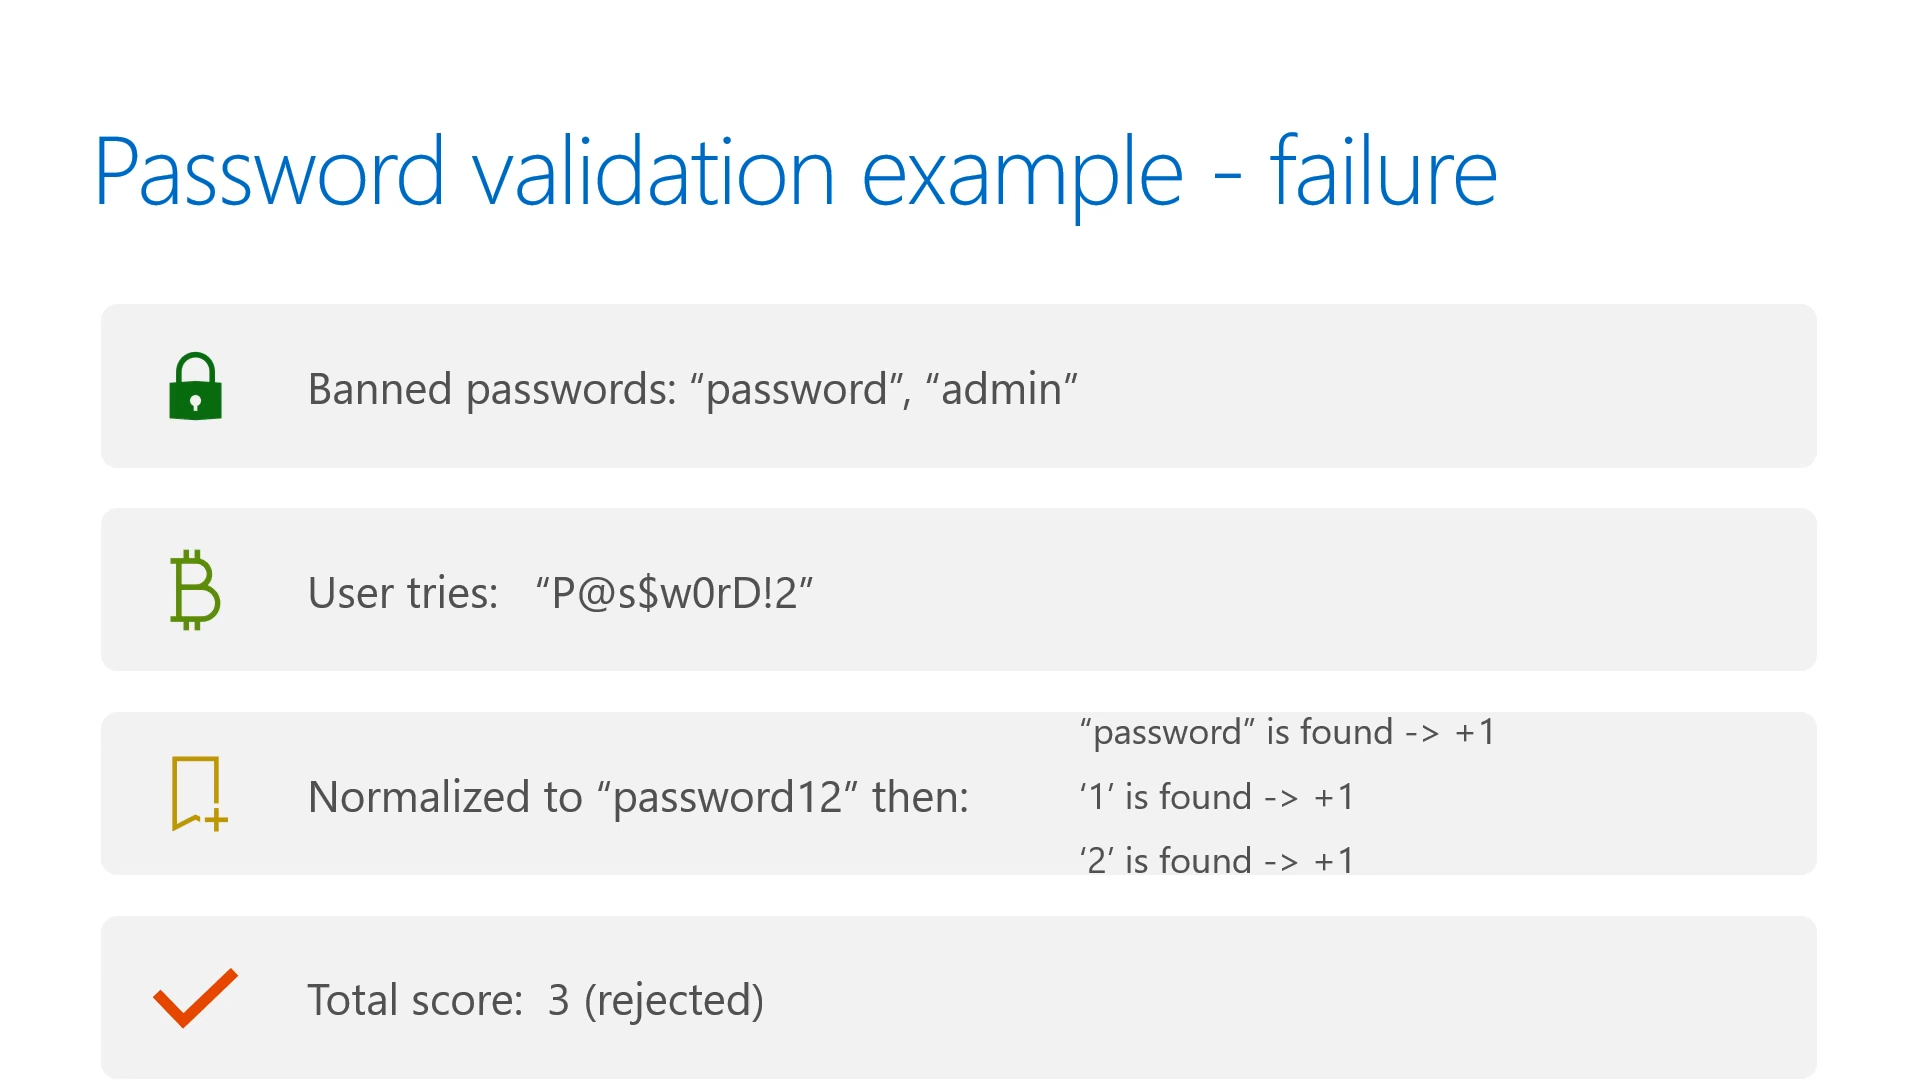 Password validation example - failure
Banned passwords: “password”, “admin”
User tries: “P@s$w0rD!2”
Normalized to “password12” then:
“password” is found -> +1
‘1’ is found -> +1
‘2’ is found -> +1
Total score: 3 (rejected)